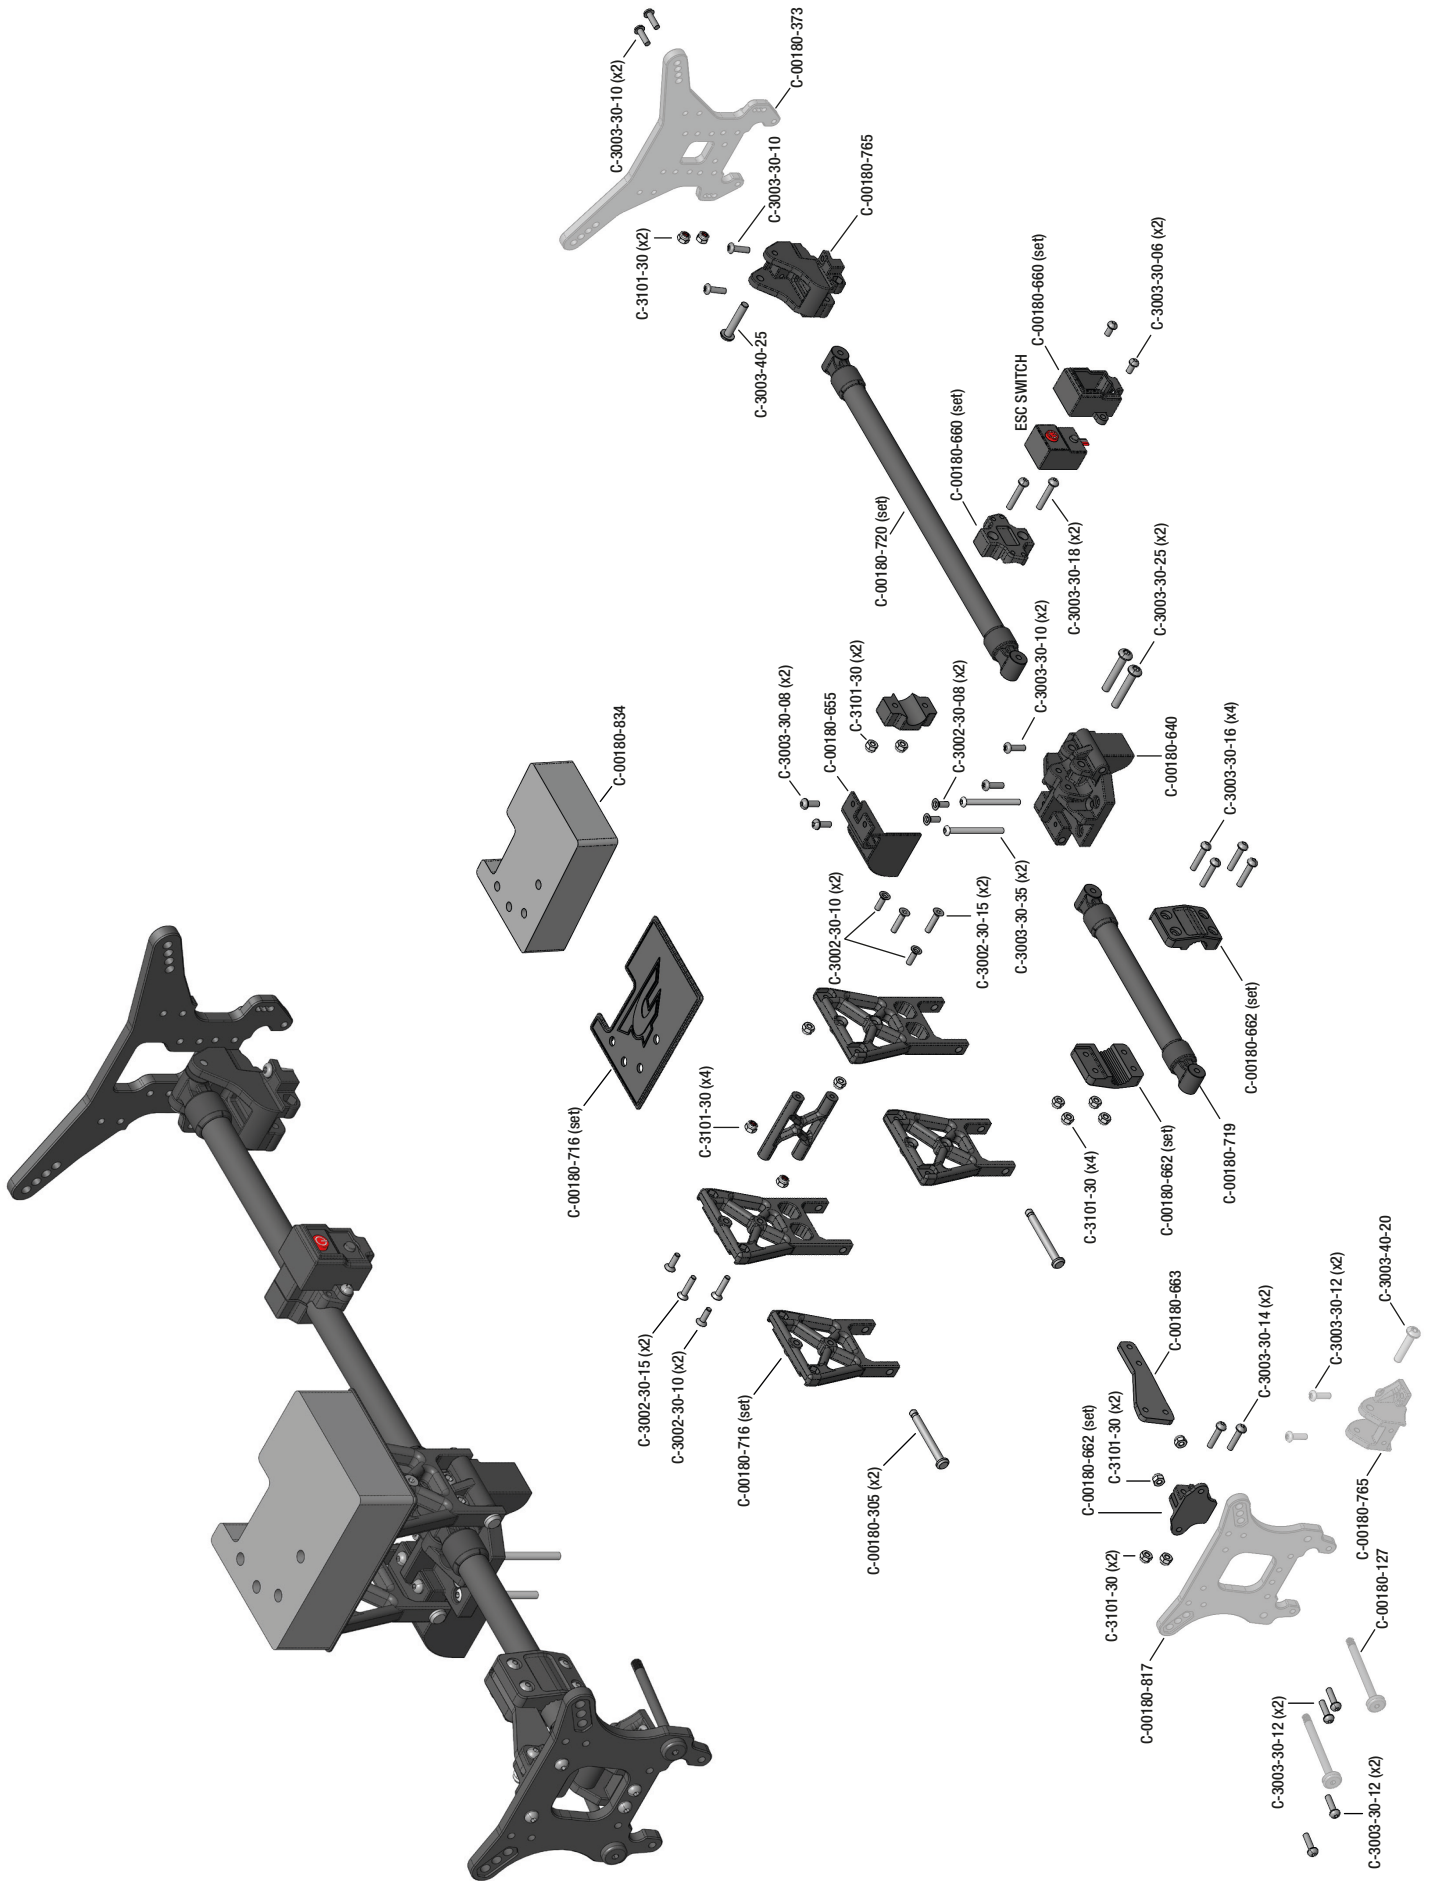 C-3003-30-10 (x2)
C-00180-373
C-3003-30-10
C-00180-765
C-3101-30 (x2)
C-3003-40-25
C-00180-660 (set)
C-3003-30-06 (x2)
ESC SWITCH
C-00180-660 (set)
C-00180-720 (set)
C-3003-30-18 (x2)
C-3003-30-25 (x2)
C-3003-30-10 (x2)
C-3101-30 (x2)
C-3002-30-08 (x2)
C-3003-30-08 (x2)
C-00180-655
C-00180-834
C-00180-640
C-3003-30-16 (x4)
C-3002-30-10 (x2)
C-3002-30-15 (x2)
C-3003-30-35 (x2)
C-00180-662 (set)
C-00180-716 (set)
C-3101-30 (x4)
C-3101-30 (x4)
C-00180-662 (set)
C-00180-719
C-3002-30-15 (x2)
C-3002-30-10 (x2)
C-00180-716 (set)
C-00180-305 (x2)
C-00180-663
C-3003-30-14 (x2)
C-3003-30-12 (x2)
C-3003-40-20
C-00180-662 (set)
C-3101-30 (x2)
C-3101-30 (x2)
C-00180-765
C-00180-127
C-00180-817
C-3003-30-12 (x2)
C-3003-30-12 (x2)